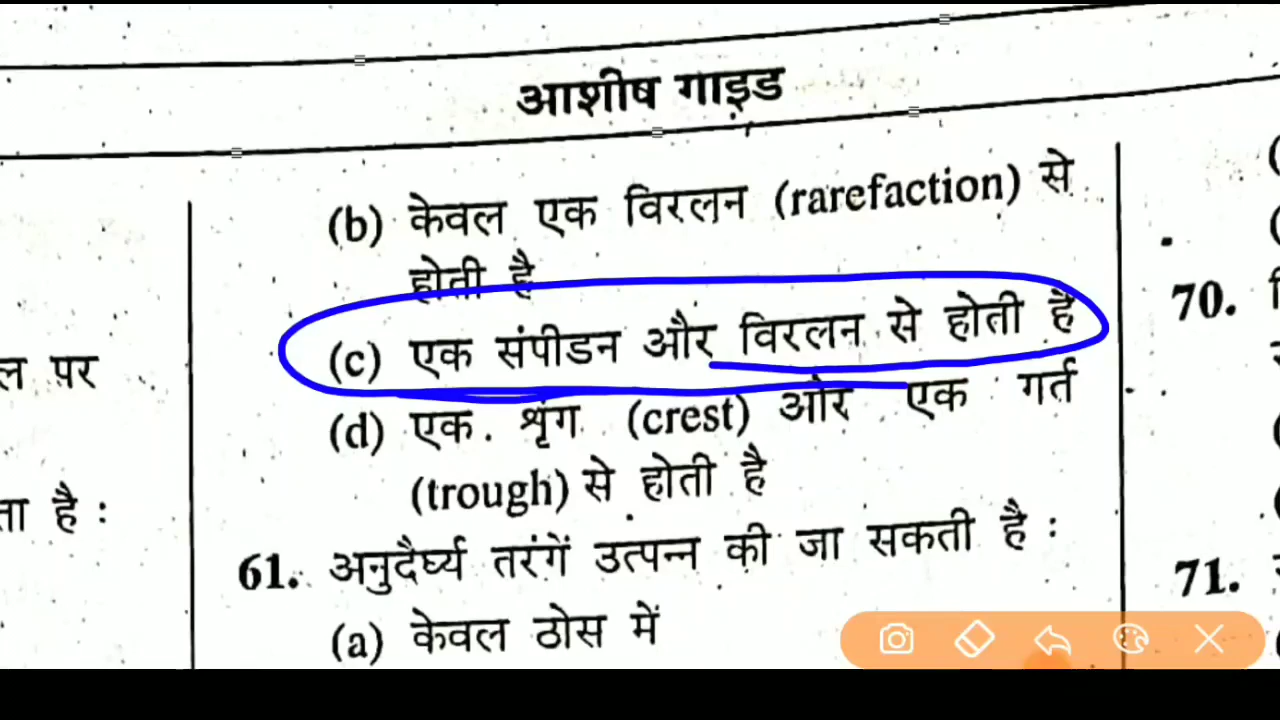 आशीष गाइड
ल पर
ता है :
(b) केवल एक विरलन (rarefaction) से
होती है
(c) एक संपीडन और विरलन से होती है
(d) एक श्रृंग (crest) और एक गर्त
(trough) से होती है
61. अनुदैर्घ्य तरंगें उत्पन्न की जा सकती है :
(a) केवल ठोस में
70.
71.